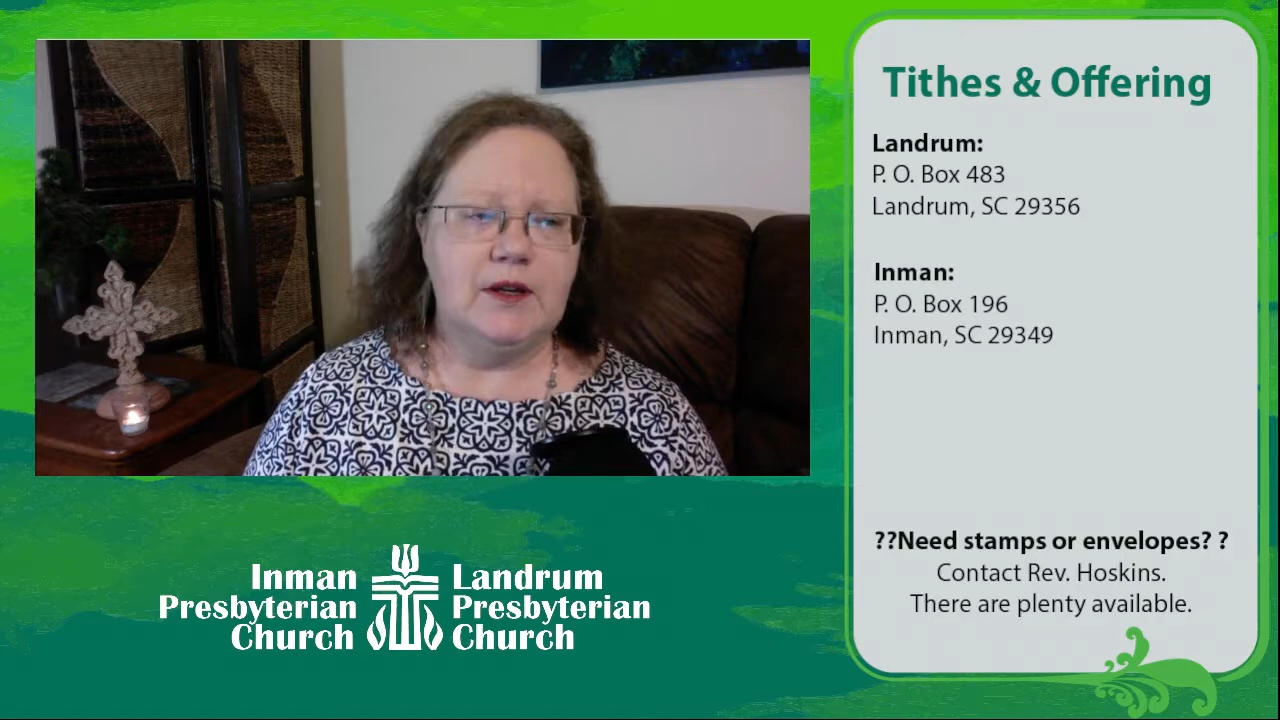 Tithes & Offering
Landrum:
P. O. Box 483
Landrum, SC 29356
Inman:
P. O. Box 196
Inman, SC 29349
??Need stamps or envelopes? ?
Contact Rev. Hoskins.
There are plenty available.
Inman
Presbyterian
Church
Landrum
Presbyterian
Church